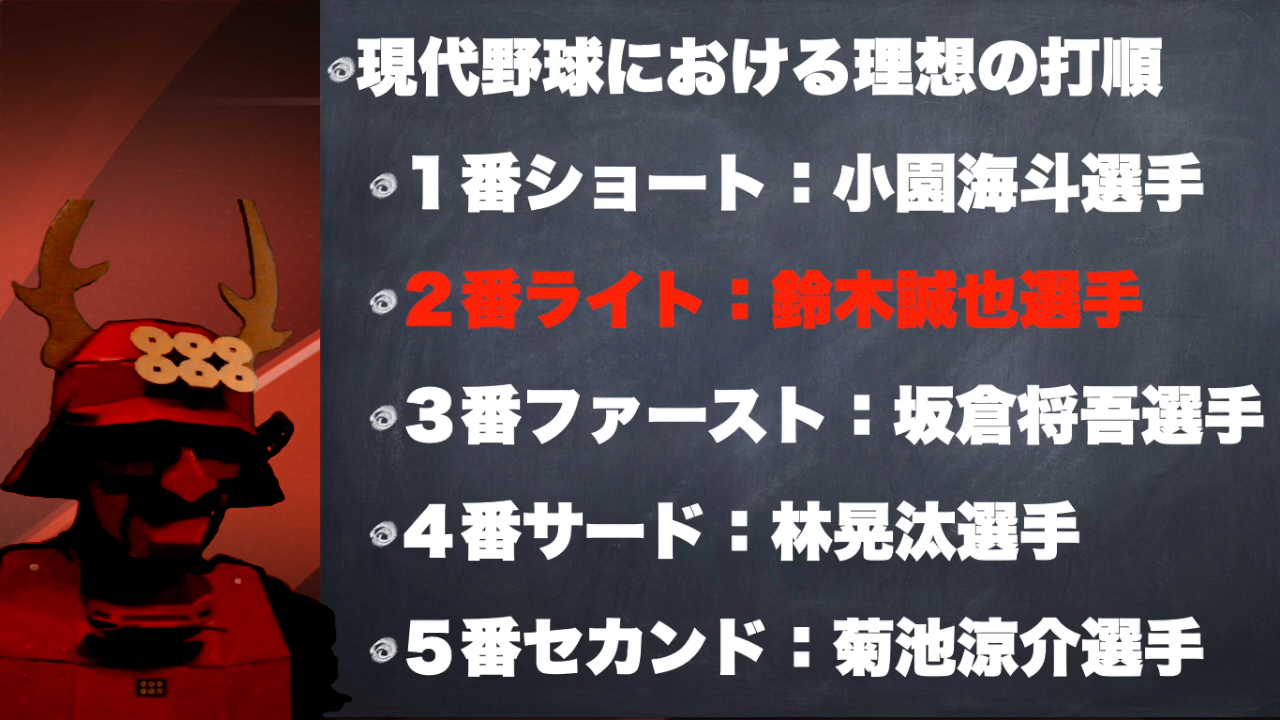 現代野球における理想の打順
１番ショート：小園海斗選手
２番ライト：鈴木誠也選手
３番ファースト：坂倉将吾選手
４番サード：林晃汰選手
５番セカンド：菊池涼介選手